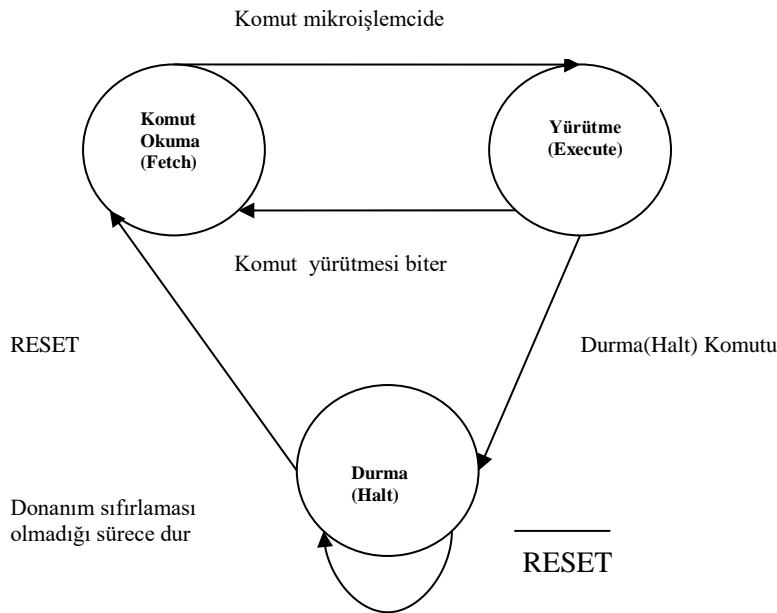 Komut mikroişlemcide
Komut
Okuma
(Fetch)
Yürütme
(Execute)
Komut yürütmesi biter
RESET
Durma(Halt) Komutu
Durma
(Halt)
Donanım sıfırlaması
olmadığı sürece dur
RESET